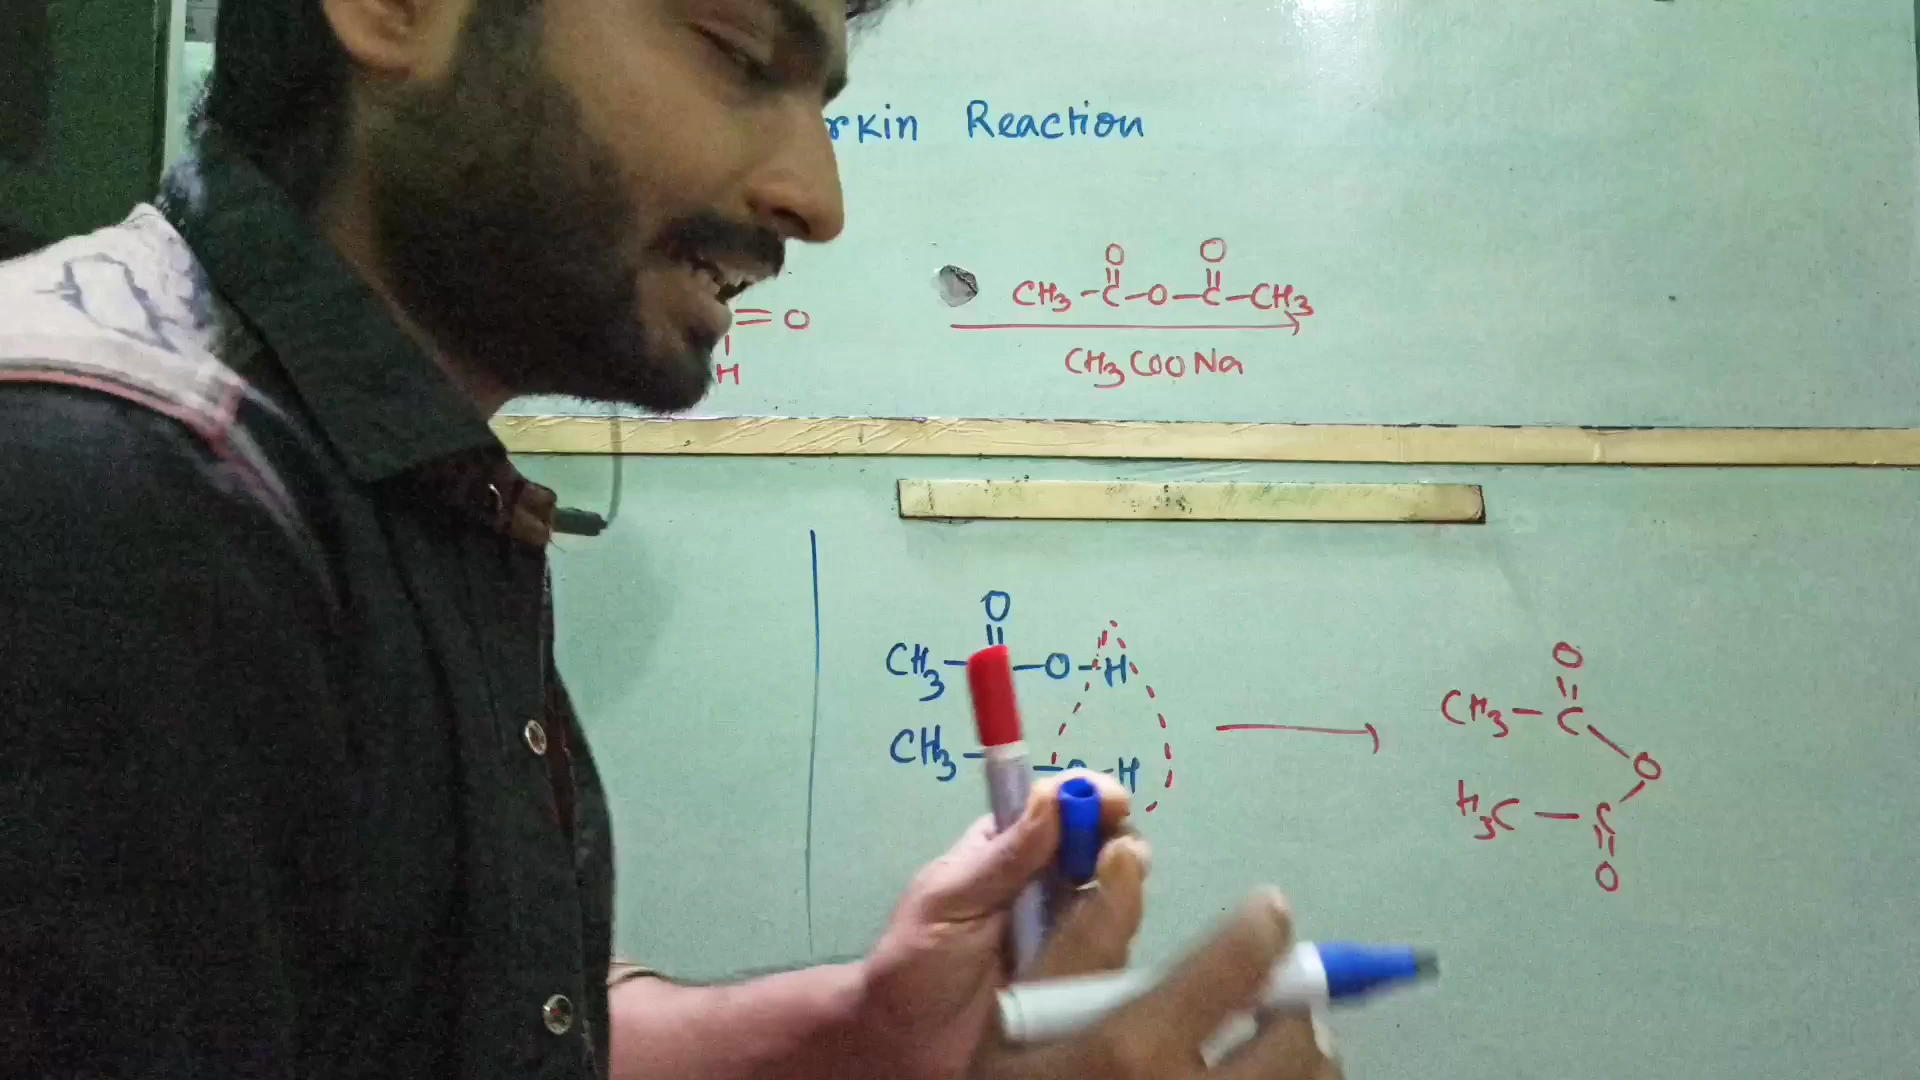 rkin Reaction
O O
CH3-C-O-C-CH3
=O
H
CH3COONa
O
CH3- -O-H
CH3- -O-H
O
CH3-C
O
H3C-C
O